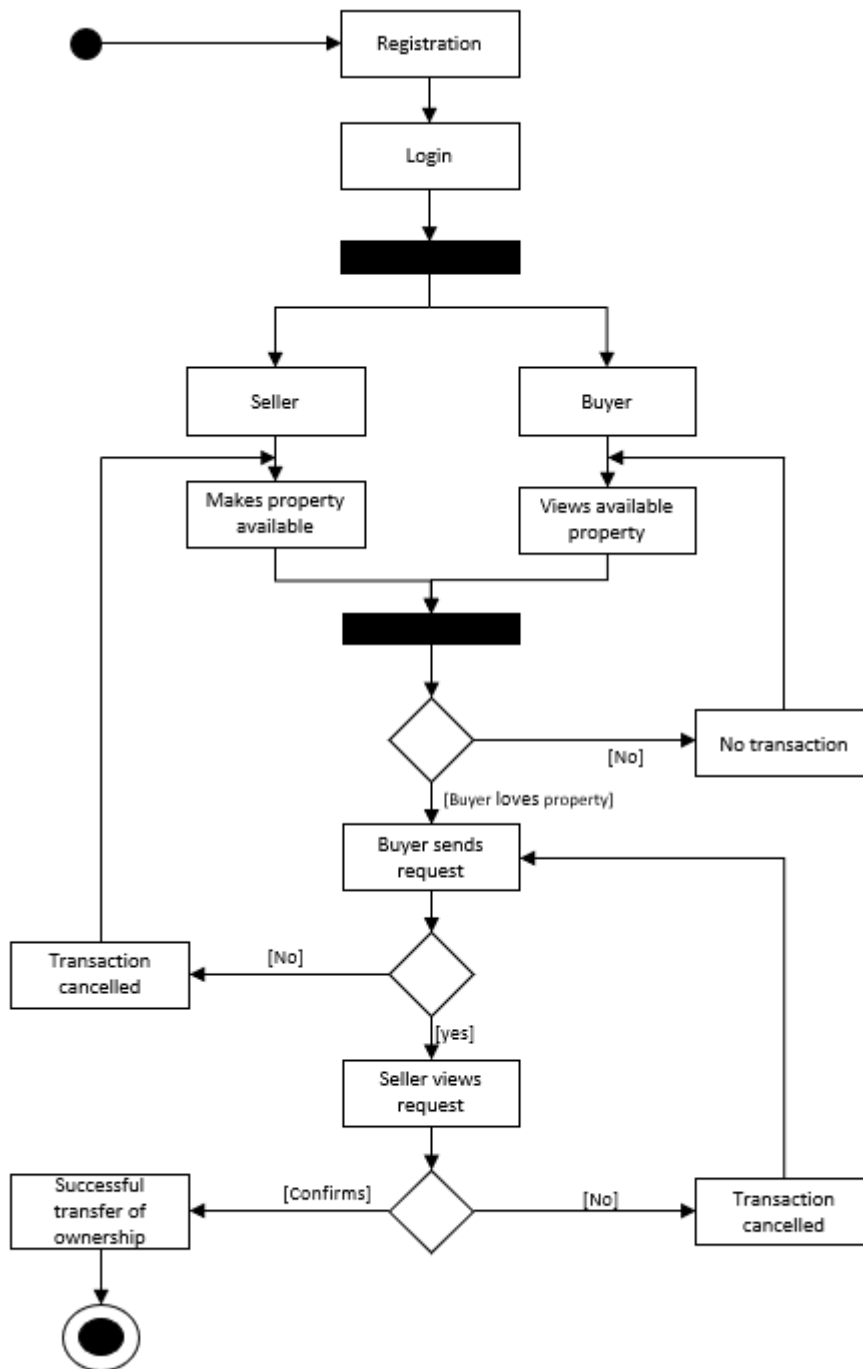 Registration
Login
Seller
Buyer
Makes property
available
Views available
property
[No]
No transaction
[Buyer loves property]
Buyer sends
request
[No]
Transaction
cancelled
[yes]
Seller views
request
[Confirms]
Successful
transfer of
ownership
[No]
Transaction
cancelled